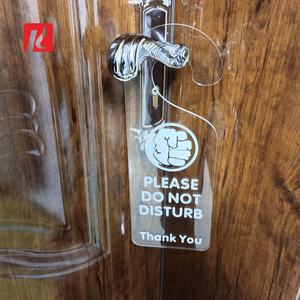 PLEASE
DO NOT
DISTURB
Thank You